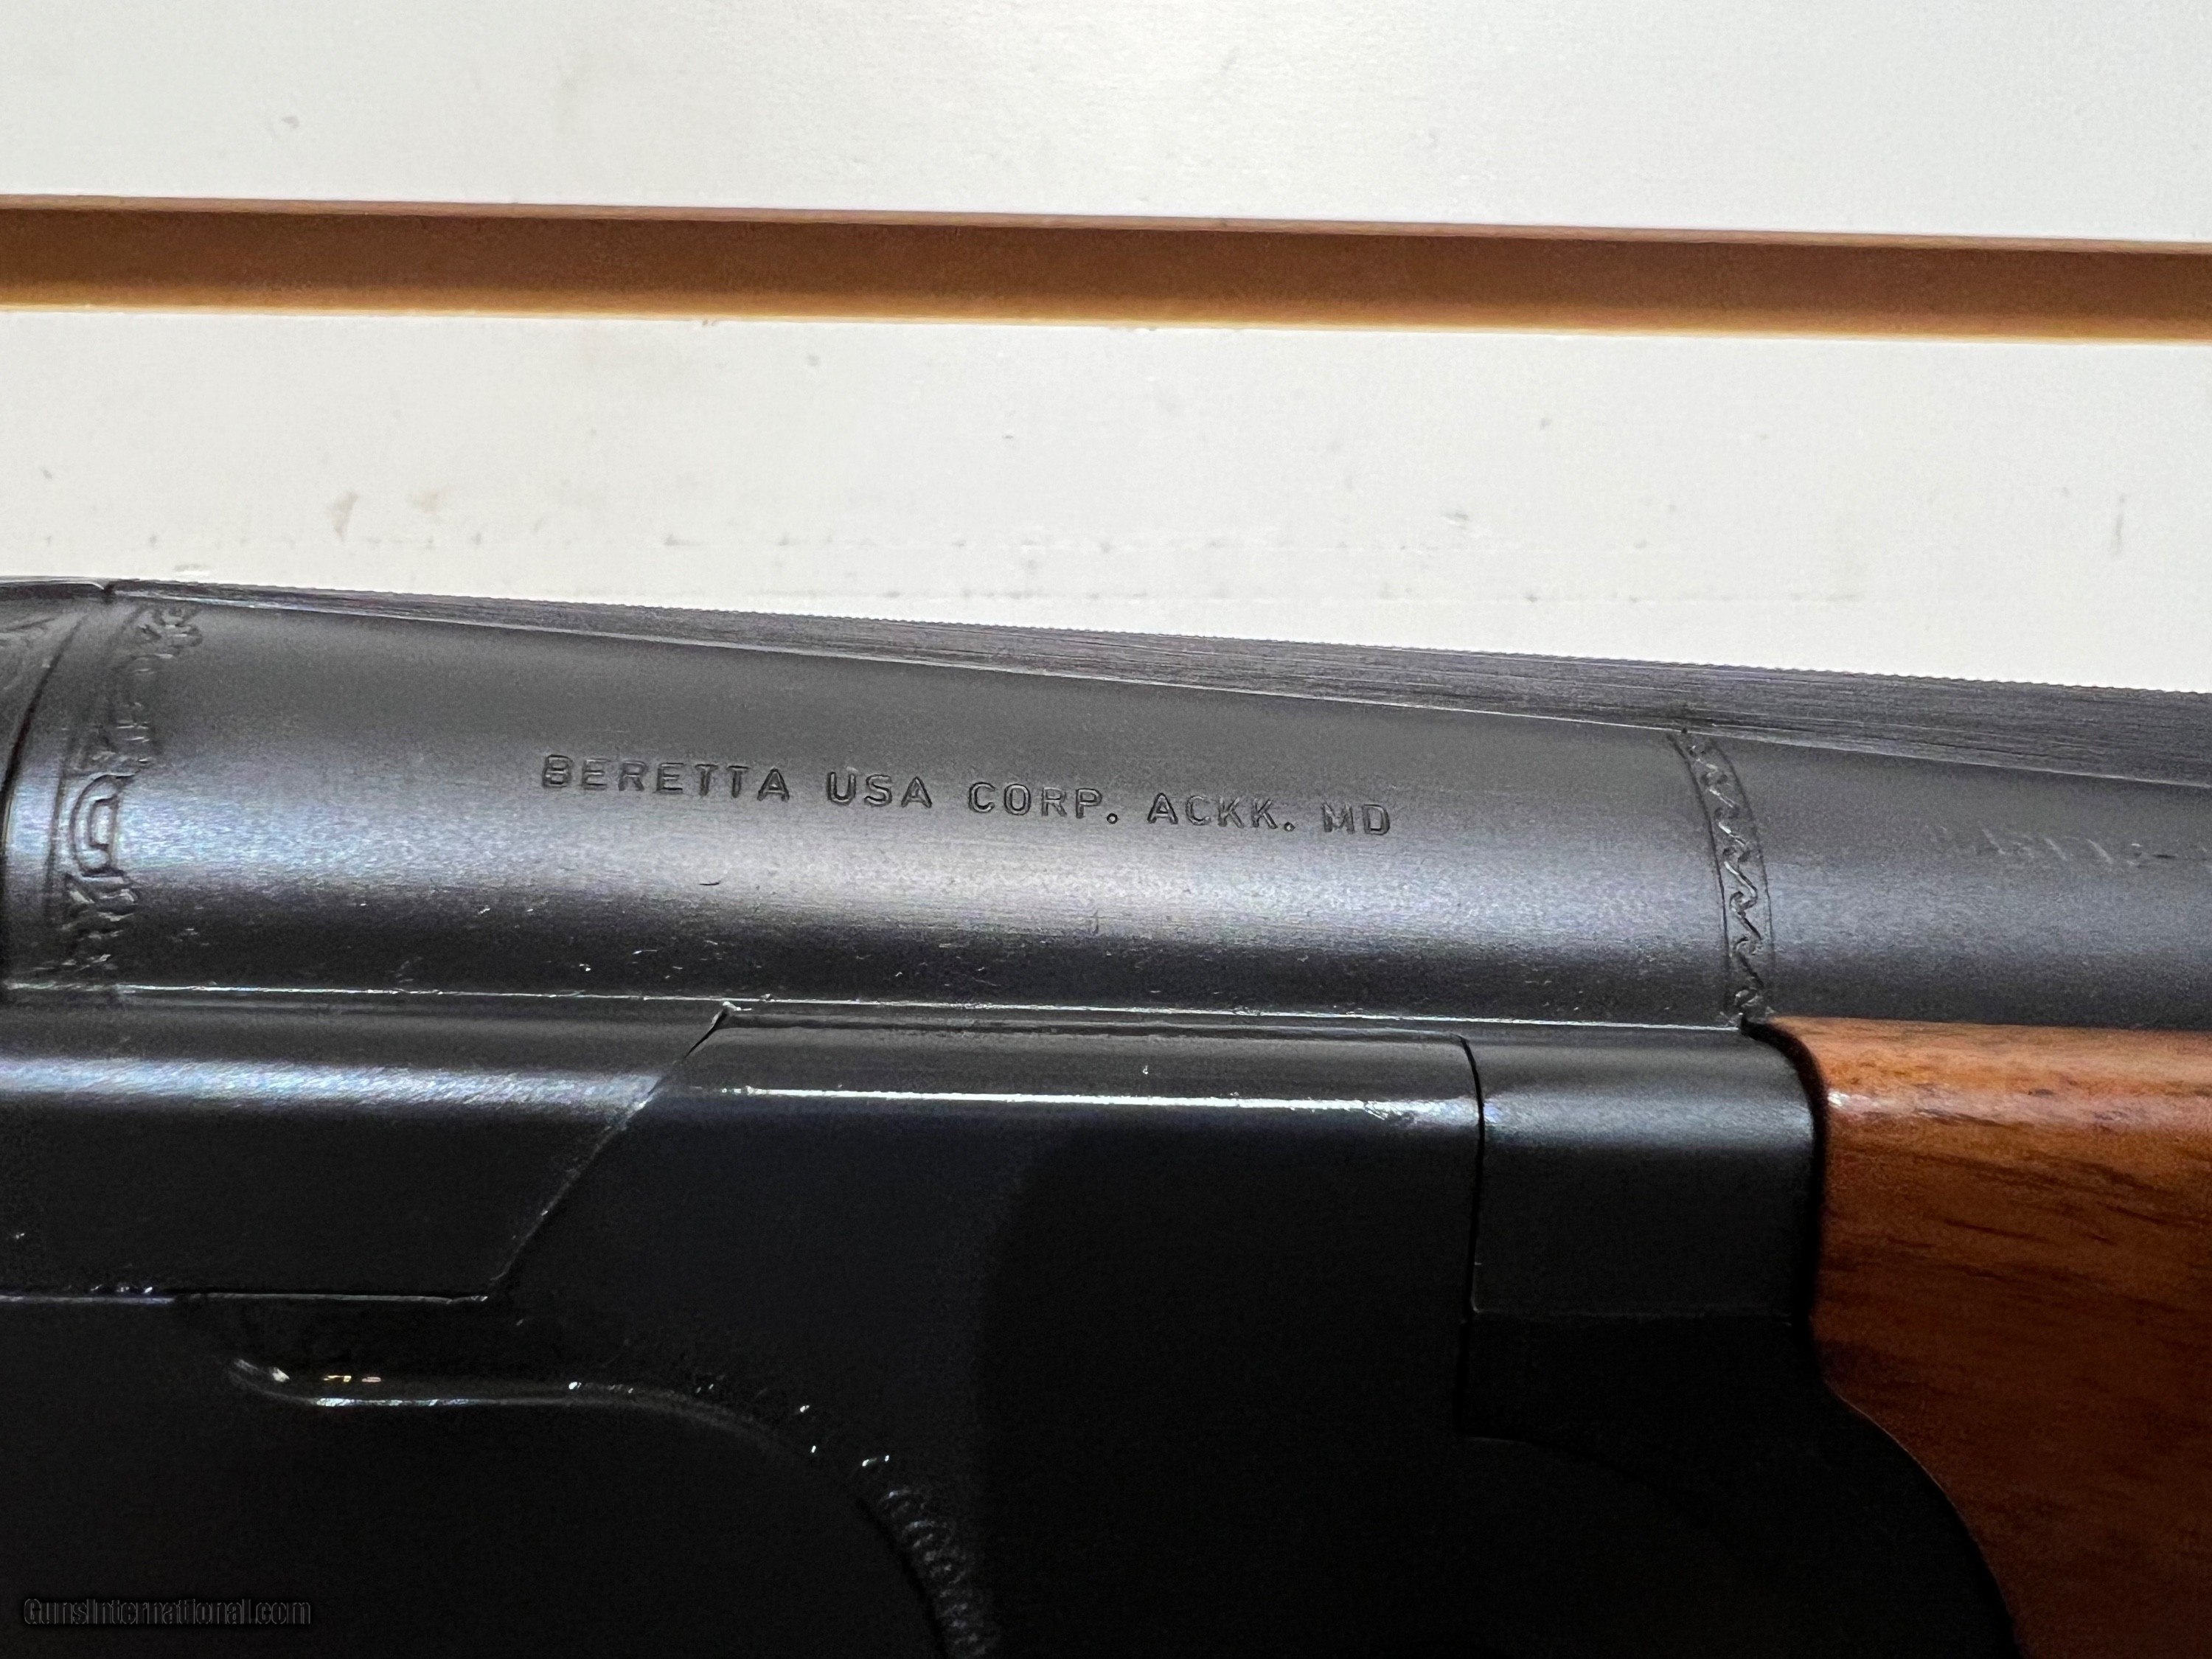 BERETTA USA CORP. ACKK. MD
GunsInternational.com